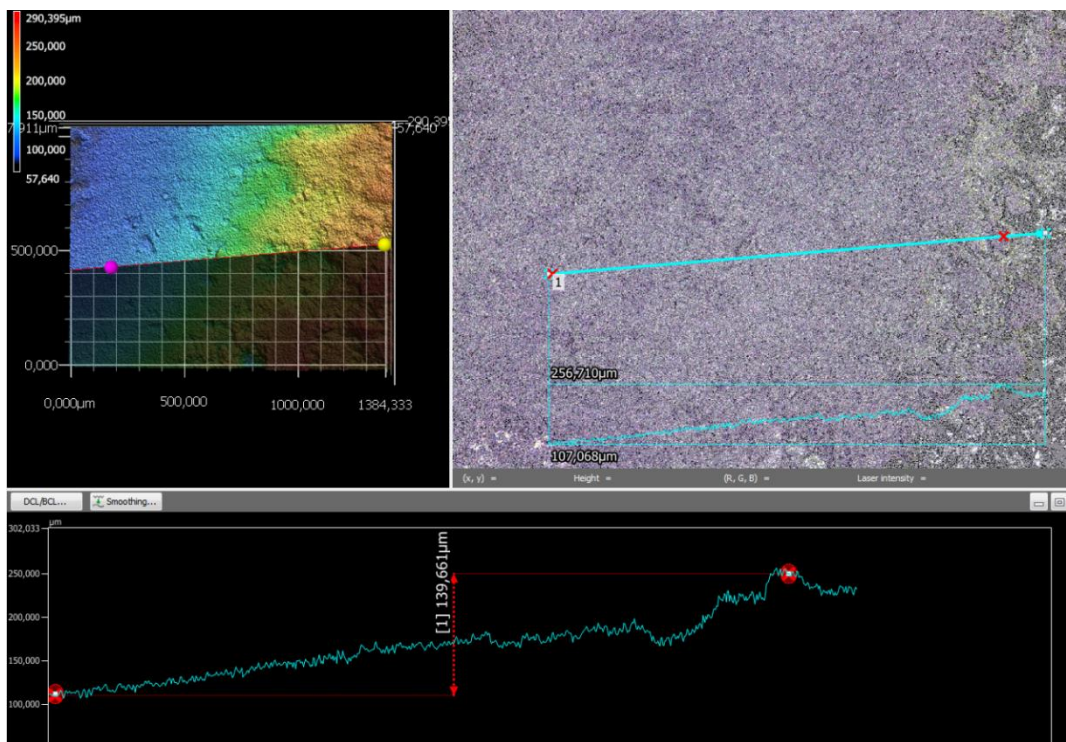 290,395µm
250,000
200,000
150,000
100,000
57,640
7,911µm
290,395
57,640
500,000
0,000
0,000µm
500,000
1000,000
1384,333
1
256,710µm
107,068µm
(x, y) =
Height =
(R, G, B) =
Laser intensity =
DCL/BCL...
Smoothing...
µm
302,033
250,000
200,000
150,000
100,000
[1] 139,661µm